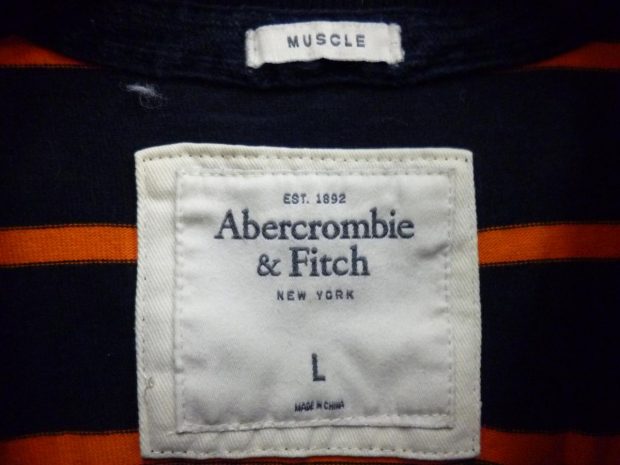 MUSCLE
EST. 1892
Abercrombie
& Fitch
NEW YORK
L
MADE IN CHINA